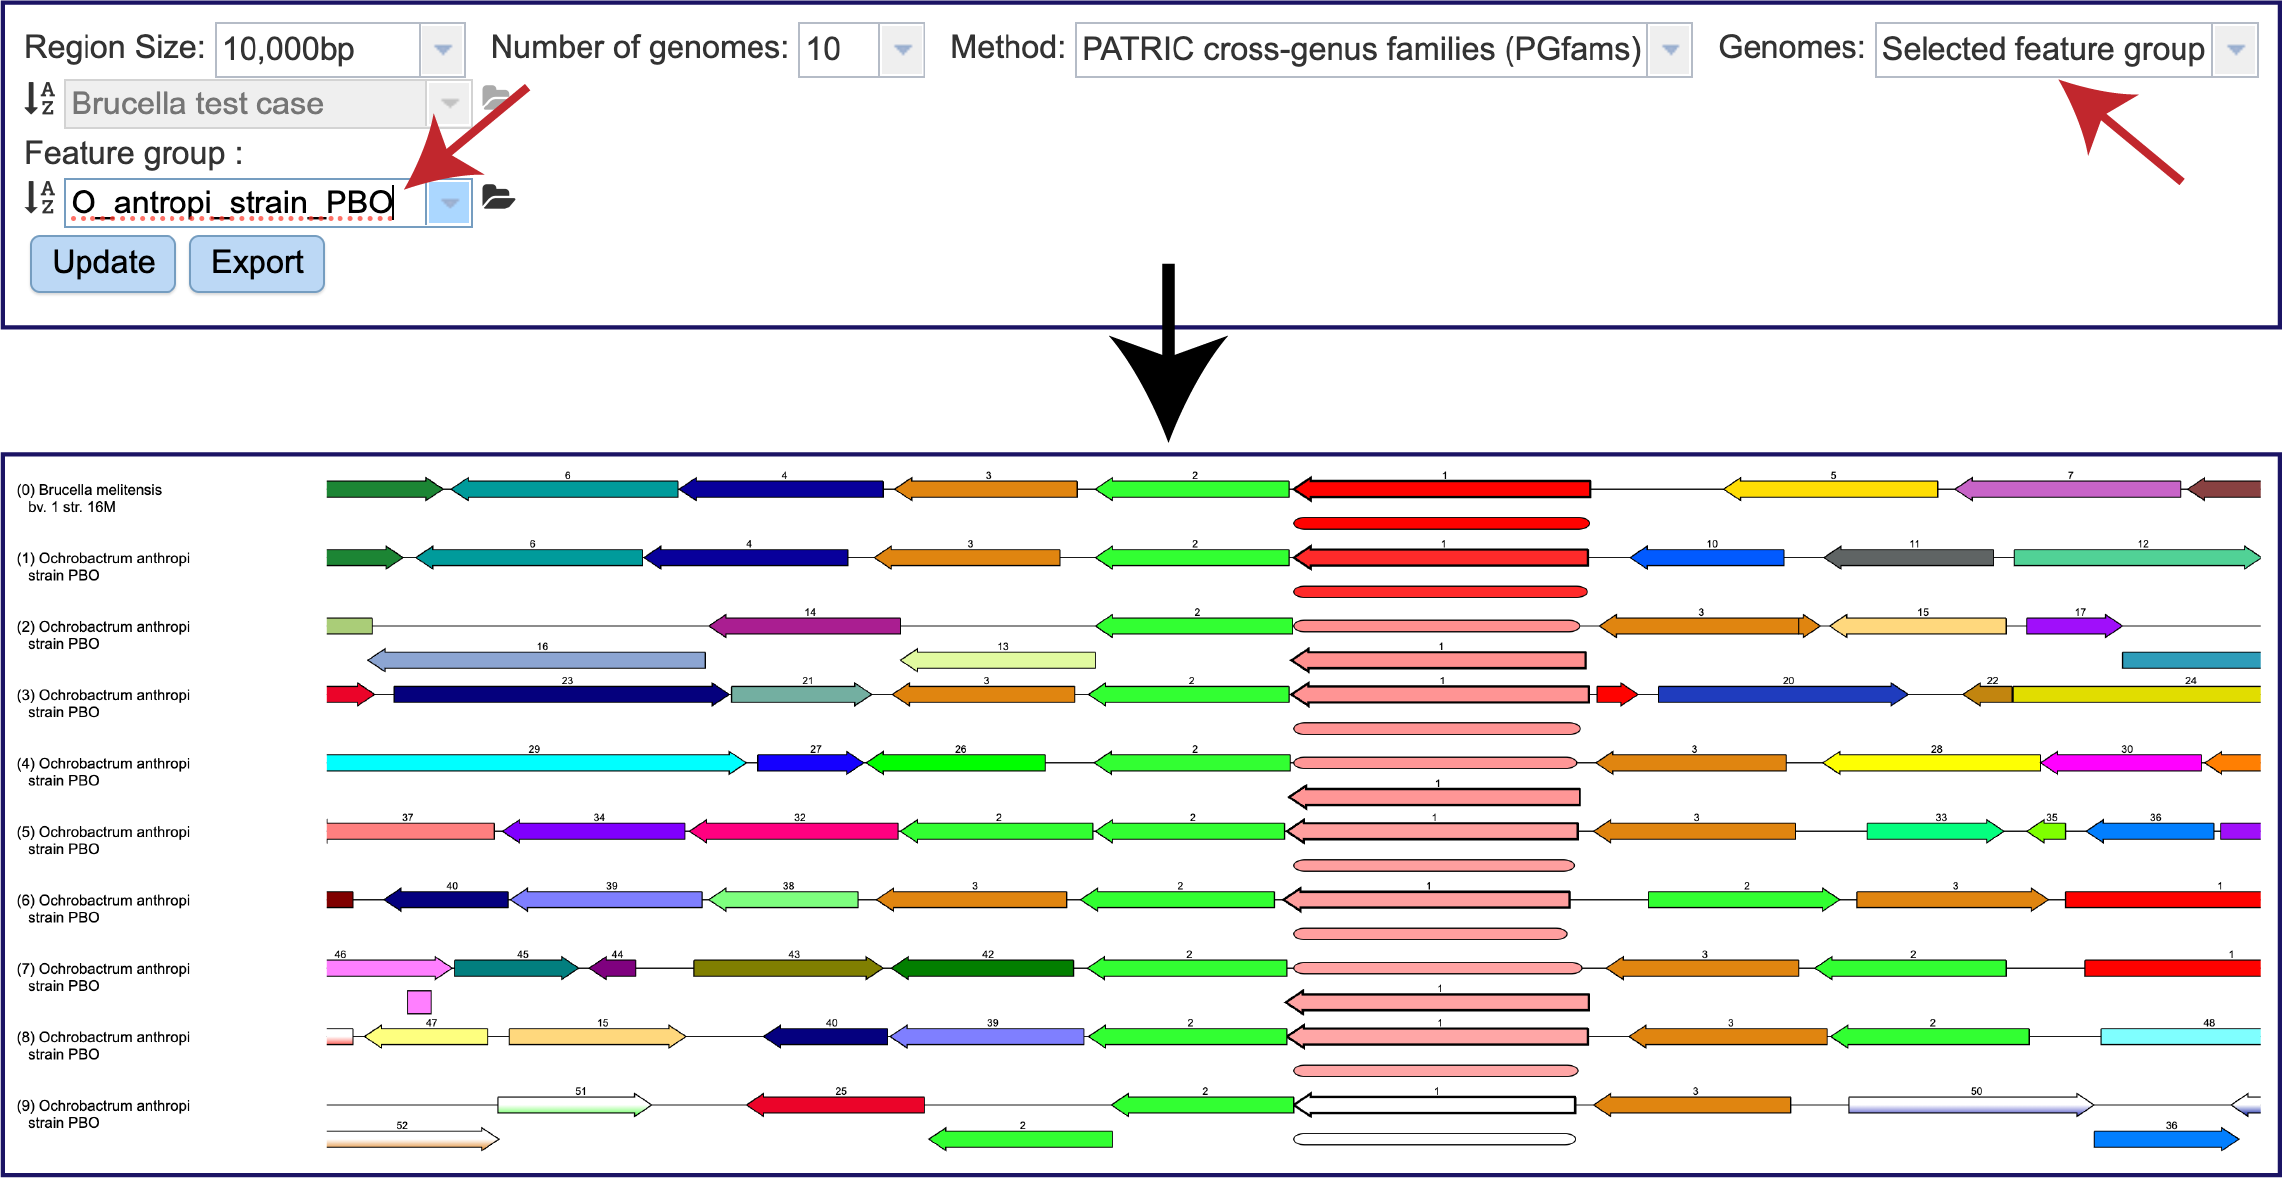 Region Size: 10,000bp Number of genomes: 10 Method: PATRIC cross-genus families (PGfams) Genomes: Selected feature group
A Z Brucella test case
Feature group :
A Z O_antropi_strain_PBO
Update Export
6 4 3 2 1 5 7
(0) Brucella melitensis
bv. 1 str. 16M
6 4 3 2 1 10 11 12
(1) Ochrobactrum anthropi
strain PBO
14 2 3 15 17
(2) Ochrobactrum anthropi
strain PBO
16 13 1
23 21 3 2 1 20 22 24
(3) Ochrobactrum anthropi
strain PBO
29 27 26 2 3 28 30
(4) Ochrobactrum anthropi
strain PBO
1
37 34 32 2 2 1 3 33 35 36
(5) Ochrobactrum anthropi
strain PBO
40 39 38 3 2 1 2 3 1
(6) Ochrobactrum anthropi
strain PBO
46 45 44 43 42 2 3 2 1
(7) Ochrobactrum anthropi
strain PBO
1
47 15 40 39 2 1 3 2 48
(8) Ochrobactrum anthropi
strain PBO
51 25 2 1 3 50
(9) Ochrobactrum anthropi
strain PBO
52 2 36